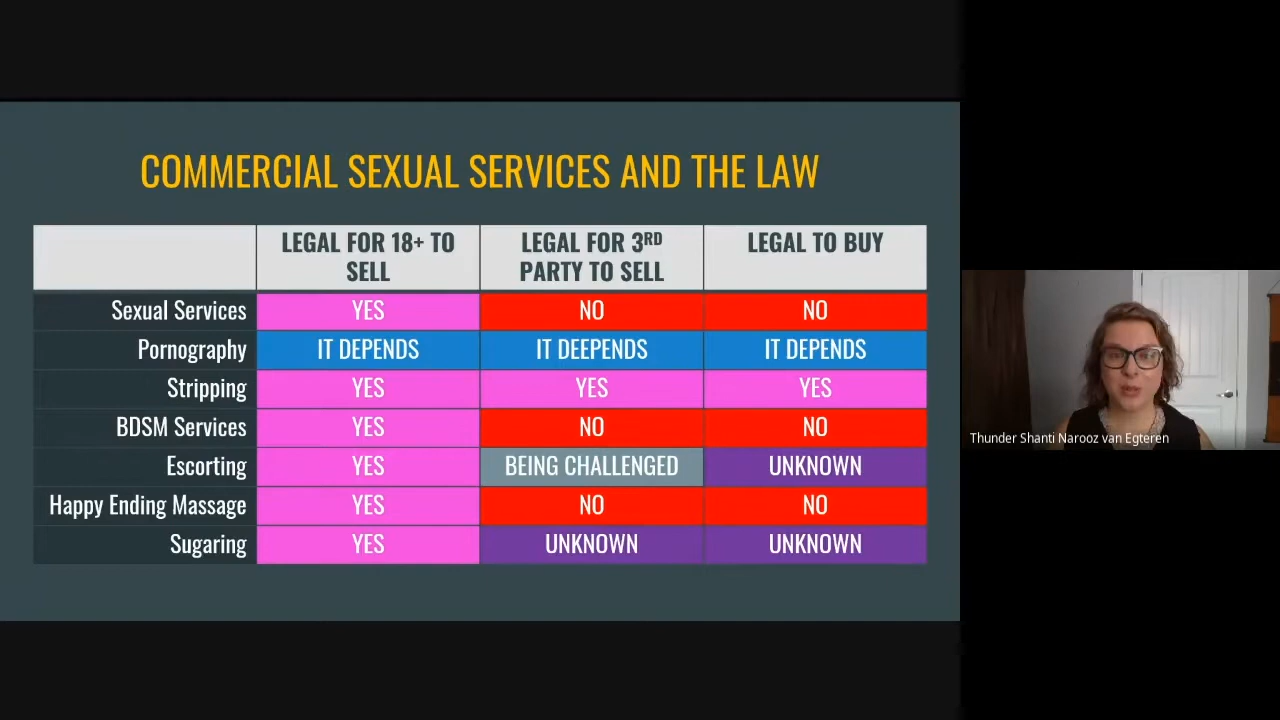 COMMERCIAL SEXUAL SERVICES AND THE LAW
LEGAL FOR 18+ TO SELL LEGAL FOR 3RD PARTY TO SELL LEGAL TO BUY
Sexual Services YES NO NO
Pornography IT DEPENDS IT DEEPENDS IT DEPENDS
Stripping YES YES YES
BDSM Services YES NO NO
Escorting YES BEING CHALLENGED UNKNOWN
Happy Ending Massage YES NO NO
Sugaring YES UNKNOWN UNKNOWN
Thunder Shanti Narooz van Egteren